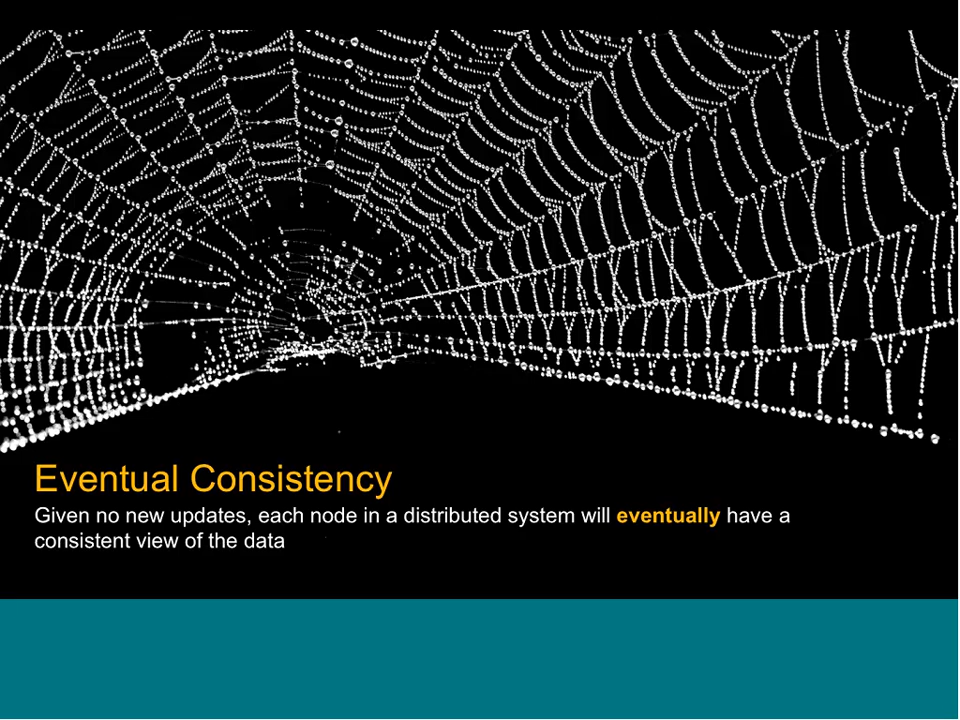 Eventual Consistency
Given no new updates, each node in a distributed system will eventually have a
consistent view of the data